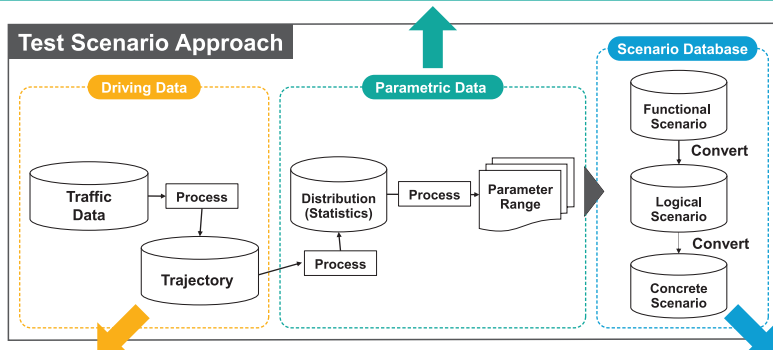 Test Scenario Approach
Driving Data
Traffic
Data
Process
Trajectory
Parametric Data
Distribution
(Statistics)
Process
Process
Parameter
Range
Scenario Database
Functional
Scenario
Convert
Logical
Scenario
Convert
Concrete
Scenario